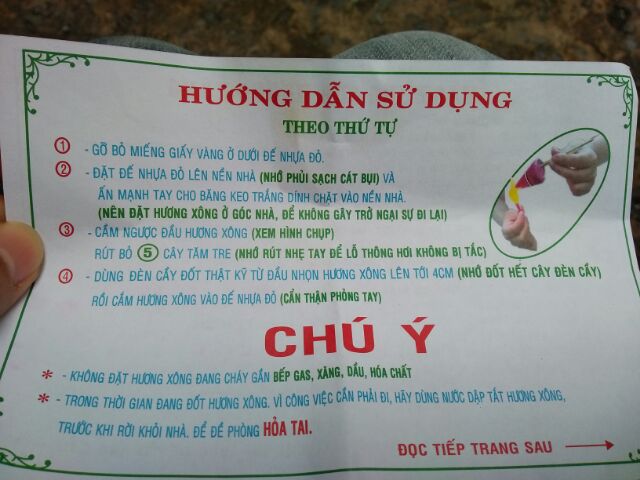 HƯỚNG DẪN SỬ DỤNG
THEO THỨ TỰ
1 - GỠ BỎ MIẾNG GIẤY VÀNG Ở DƯỚI ĐẾ NHỰA ĐỎ.
2 - ĐẶT ĐẾ NHỰA ĐỎ LÊN NỀN NHÀ (NHỚ PHỦI SẠCH CÁT BỤI) VÀ
ẤN MẠNH TAY CHO BĂNG KEO TRẮNG DÍNH CHẶT VÀO NỀN NHÀ.
(NÊN ĐẶT HƯƠNG XÔNG Ở GÓC NHÀ, ĐỂ KHÔNG GÂY TRỞ NGẠI SỰ ĐI LẠI)
3 - CẦM NGƯỢC ĐẦU HƯƠNG XÔNG (XEM HÌNH CHỤP)
RÚT BỎ 5 CÂY TĂM TRE (NHỚ RÚT NHẸ TAY ĐỂ LỖ THÔNG HƠI KHÔNG BỊ TẮC)
4 - DÙNG ĐÈN CẦY ĐỐT THẬT KỸ TỪ ĐẦU NHỌN HƯƠNG XÔNG LÊN TỚI 4CM (NHỚ ĐỐT HẾT CÂY ĐÈN CẦY)
RỒI CẮM HƯƠNG XÔNG VÀO ĐẾ NHỰA ĐỎ (CẨN THẬN PHỎNG TAY)
CHÚ Ý
* - KHÔNG ĐẶT HƯƠNG XÔNG ĐANG CHÁY GẦN BẾP GAS, XĂNG, DẦU, HÓA CHẤT
* - TRONG THỜI GIAN ĐANG ĐỐT HƯƠNG XÔNG. VÌ CÔNG VIỆC CẦN PHẢI ĐI, HÃY DÙNG NƯỚC DẬP TẮT HƯƠNG XÔNG,
TRƯỚC KHI RỜI KHỎI NHÀ. ĐỂ ĐỀ PHÒNG HỎA TAI.
ĐỌC TIẾP TRANG SAU →